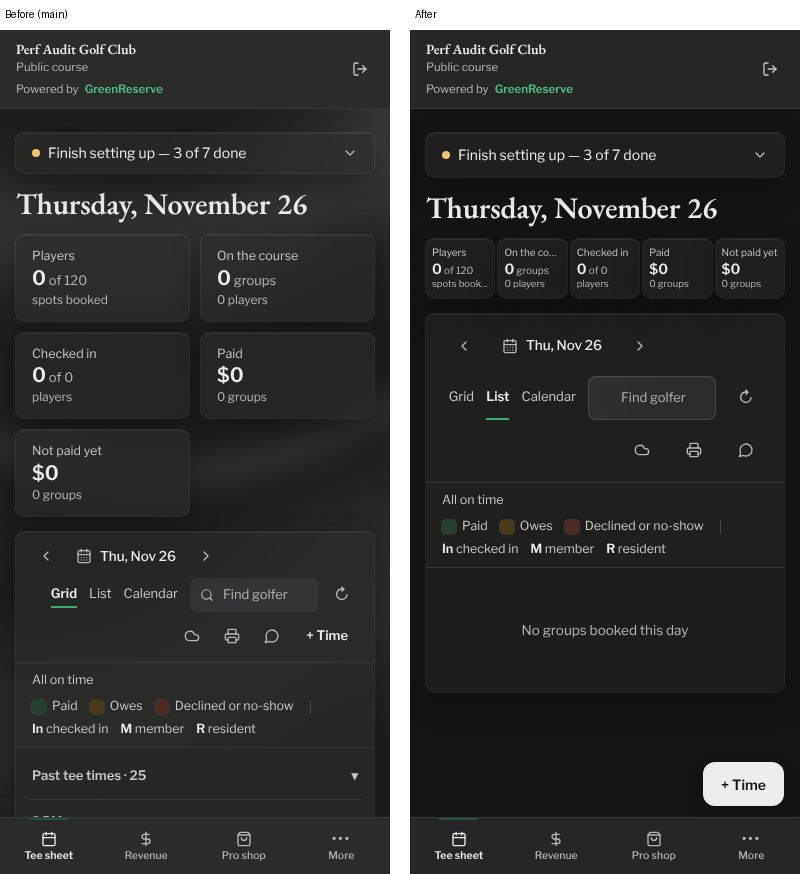 Before (main)
Perf Audit Golf Club
Public course
Powered by GreenReserve
Finish setting up — 3 of 7 done
Thursday, November 26
Players
0 of 120
spots booked
On the course
0 groups
0 players
Checked in
0 of 0
players
Paid
$0
0 groups
Not paid yet
$0
0 groups
Thu, Nov 26
Grid List Calendar Find golfer
+ Time
All on time
Paid Owes Declined or no-show
In checked in M member R resident
Past tee times · 25
Tee sheet Revenue Pro shop More
After
Perf Audit Golf Club
Public course
Powered by GreenReserve
Finish setting up — 3 of 7 done
Thursday, November 26
Players
0 of 120
spots book...
On the co...
0 groups
0 players
Checked in
0 of 0
players
Paid
$0
0 groups
Not paid yet
$0
0 groups
Thu, Nov 26
Grid List Calendar Find golfer
All on time
Paid Owes Declined or no-show
In checked in M member R resident
No groups booked this day
+ Time
Tee sheet Revenue Pro shop More